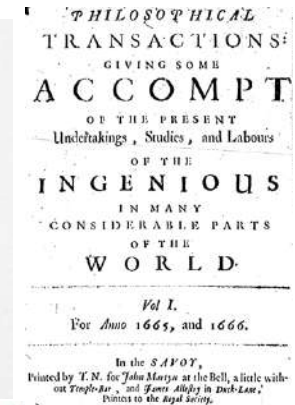 PHILOSOPHICAL
TRANSACTIONS:
GIVING SOME
ACCOMPT
OF THE PRESENT
Undertakings, Studies, and Labours
OF THE
INGENIOUS
IN MANY
CONSIDERABLE PARTS
OF THE
WORLD.
Vol I.
For Anno 1665, and 1666.
In the SAVOY,
Printed by T. N. for John Martyn at the Bell, a little with-
out Temple-Bar, and James Allestry in Duck-Lane,
Printers to the Royal Society.